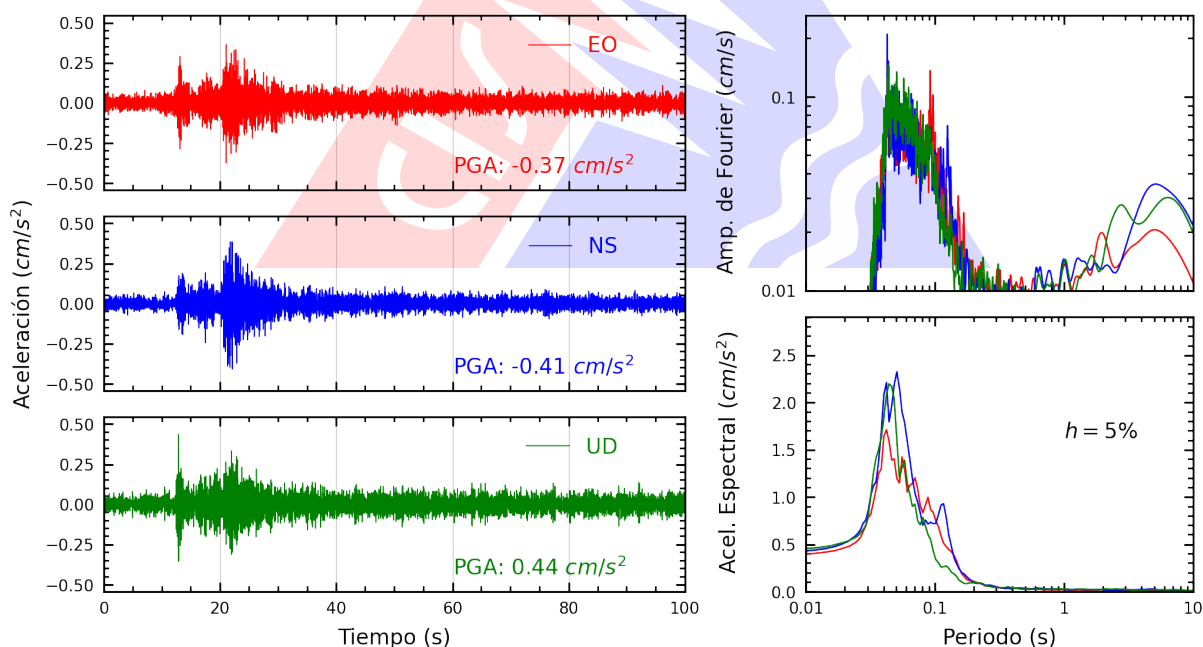 Aceleración (cm/s²)
0.50
0.25
0.00
−0.25
−0.50
EO
PGA: -0.37 cm/s²
0.50
0.25
0.00
−0.25
−0.50
NS
PGA: -0.41 cm/s²
0.50
0.25
0.00
−0.25
−0.50
UD
PGA: 0.44 cm/s²
0
20
40
60
80
100
Tiempo (s)
Amp. de Fourier (cm/s)
0.1
0.01
Acel. Espectral (cm/s²)
2.5
2.0
1.5
1.0
0.5
0.0
h = 5%
0.01
0.1
1
10
Periodo (s)